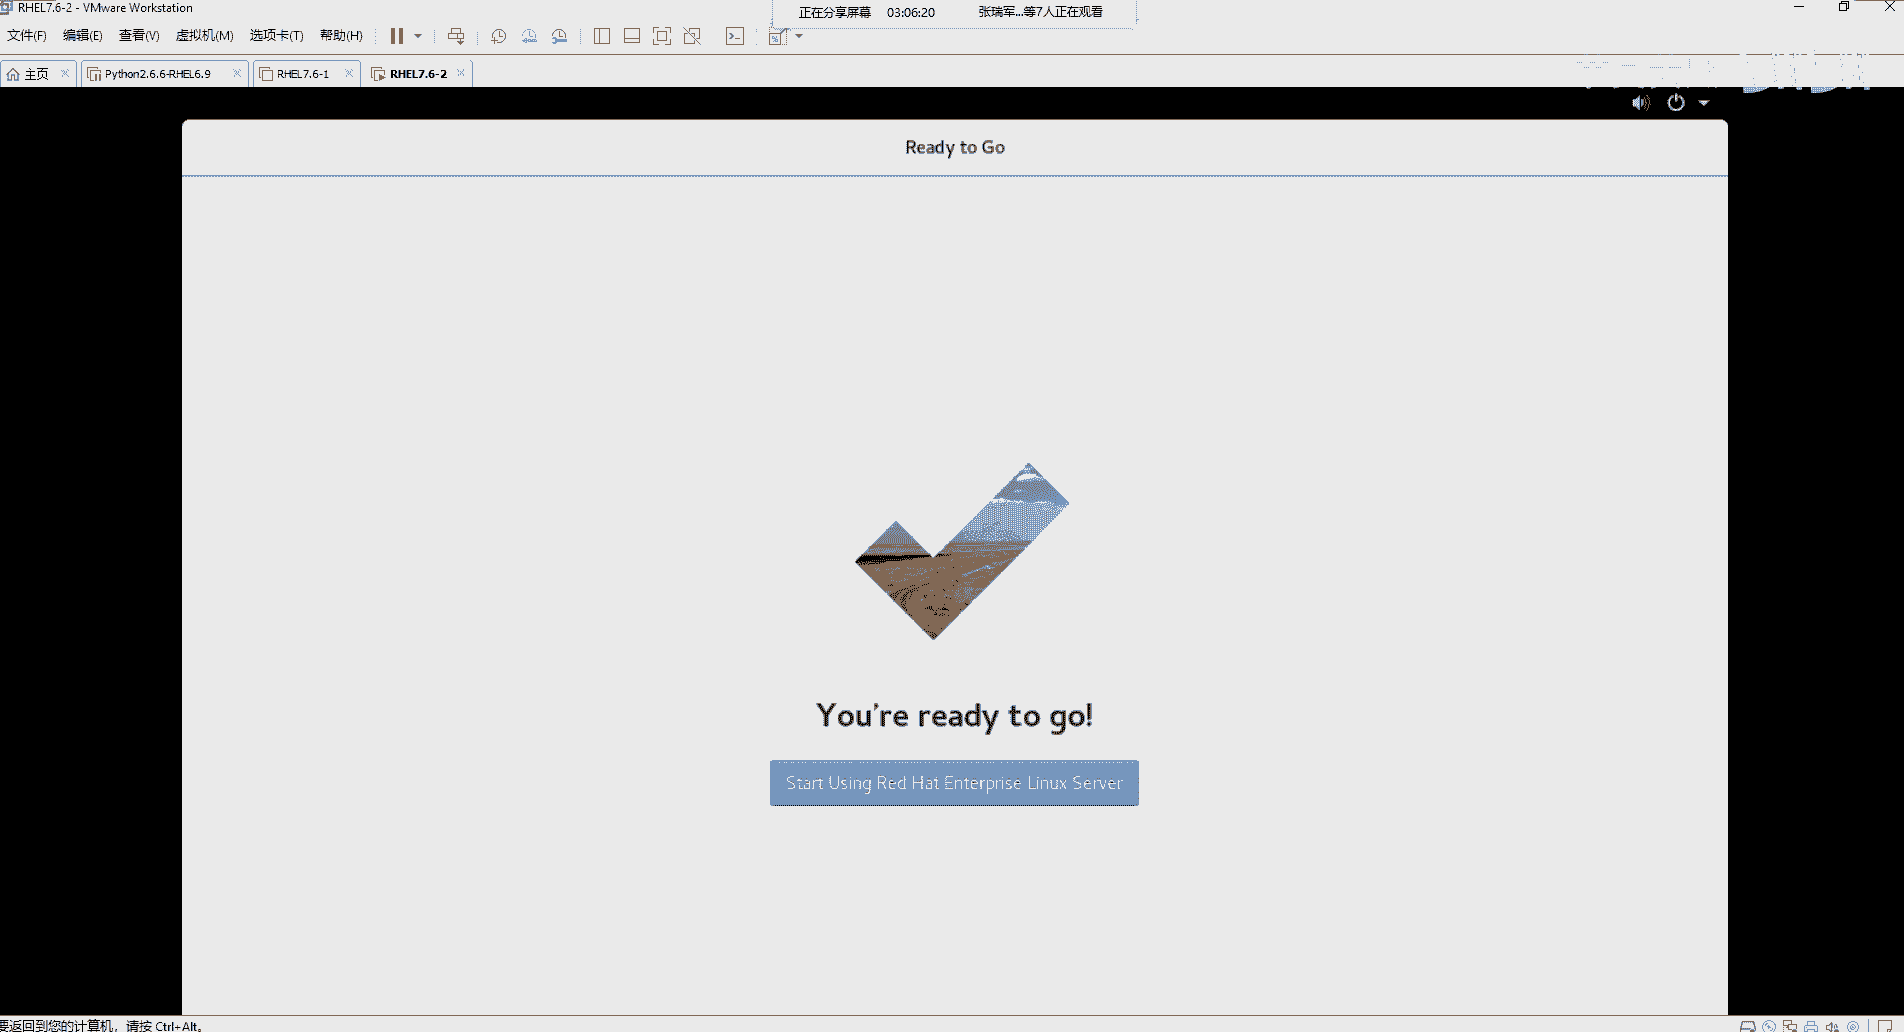 RHEL7.6-2 - VMware Workstation
正在分享屏幕 03:06:20 张瑞军...等7人正在观看
文件(F) 编辑(E) 查看(V) 虚拟机(M) 选项卡(T) 帮助(H)
主页 Python2.6.6-RHEL6.9 RHEL7.6-1 RHEL7.6-2
Ready to Go
You're ready to go!
Start Using Red Hat Enterprise Linux Server
要返回到您的计算机，请按 Ctrl+Alt。